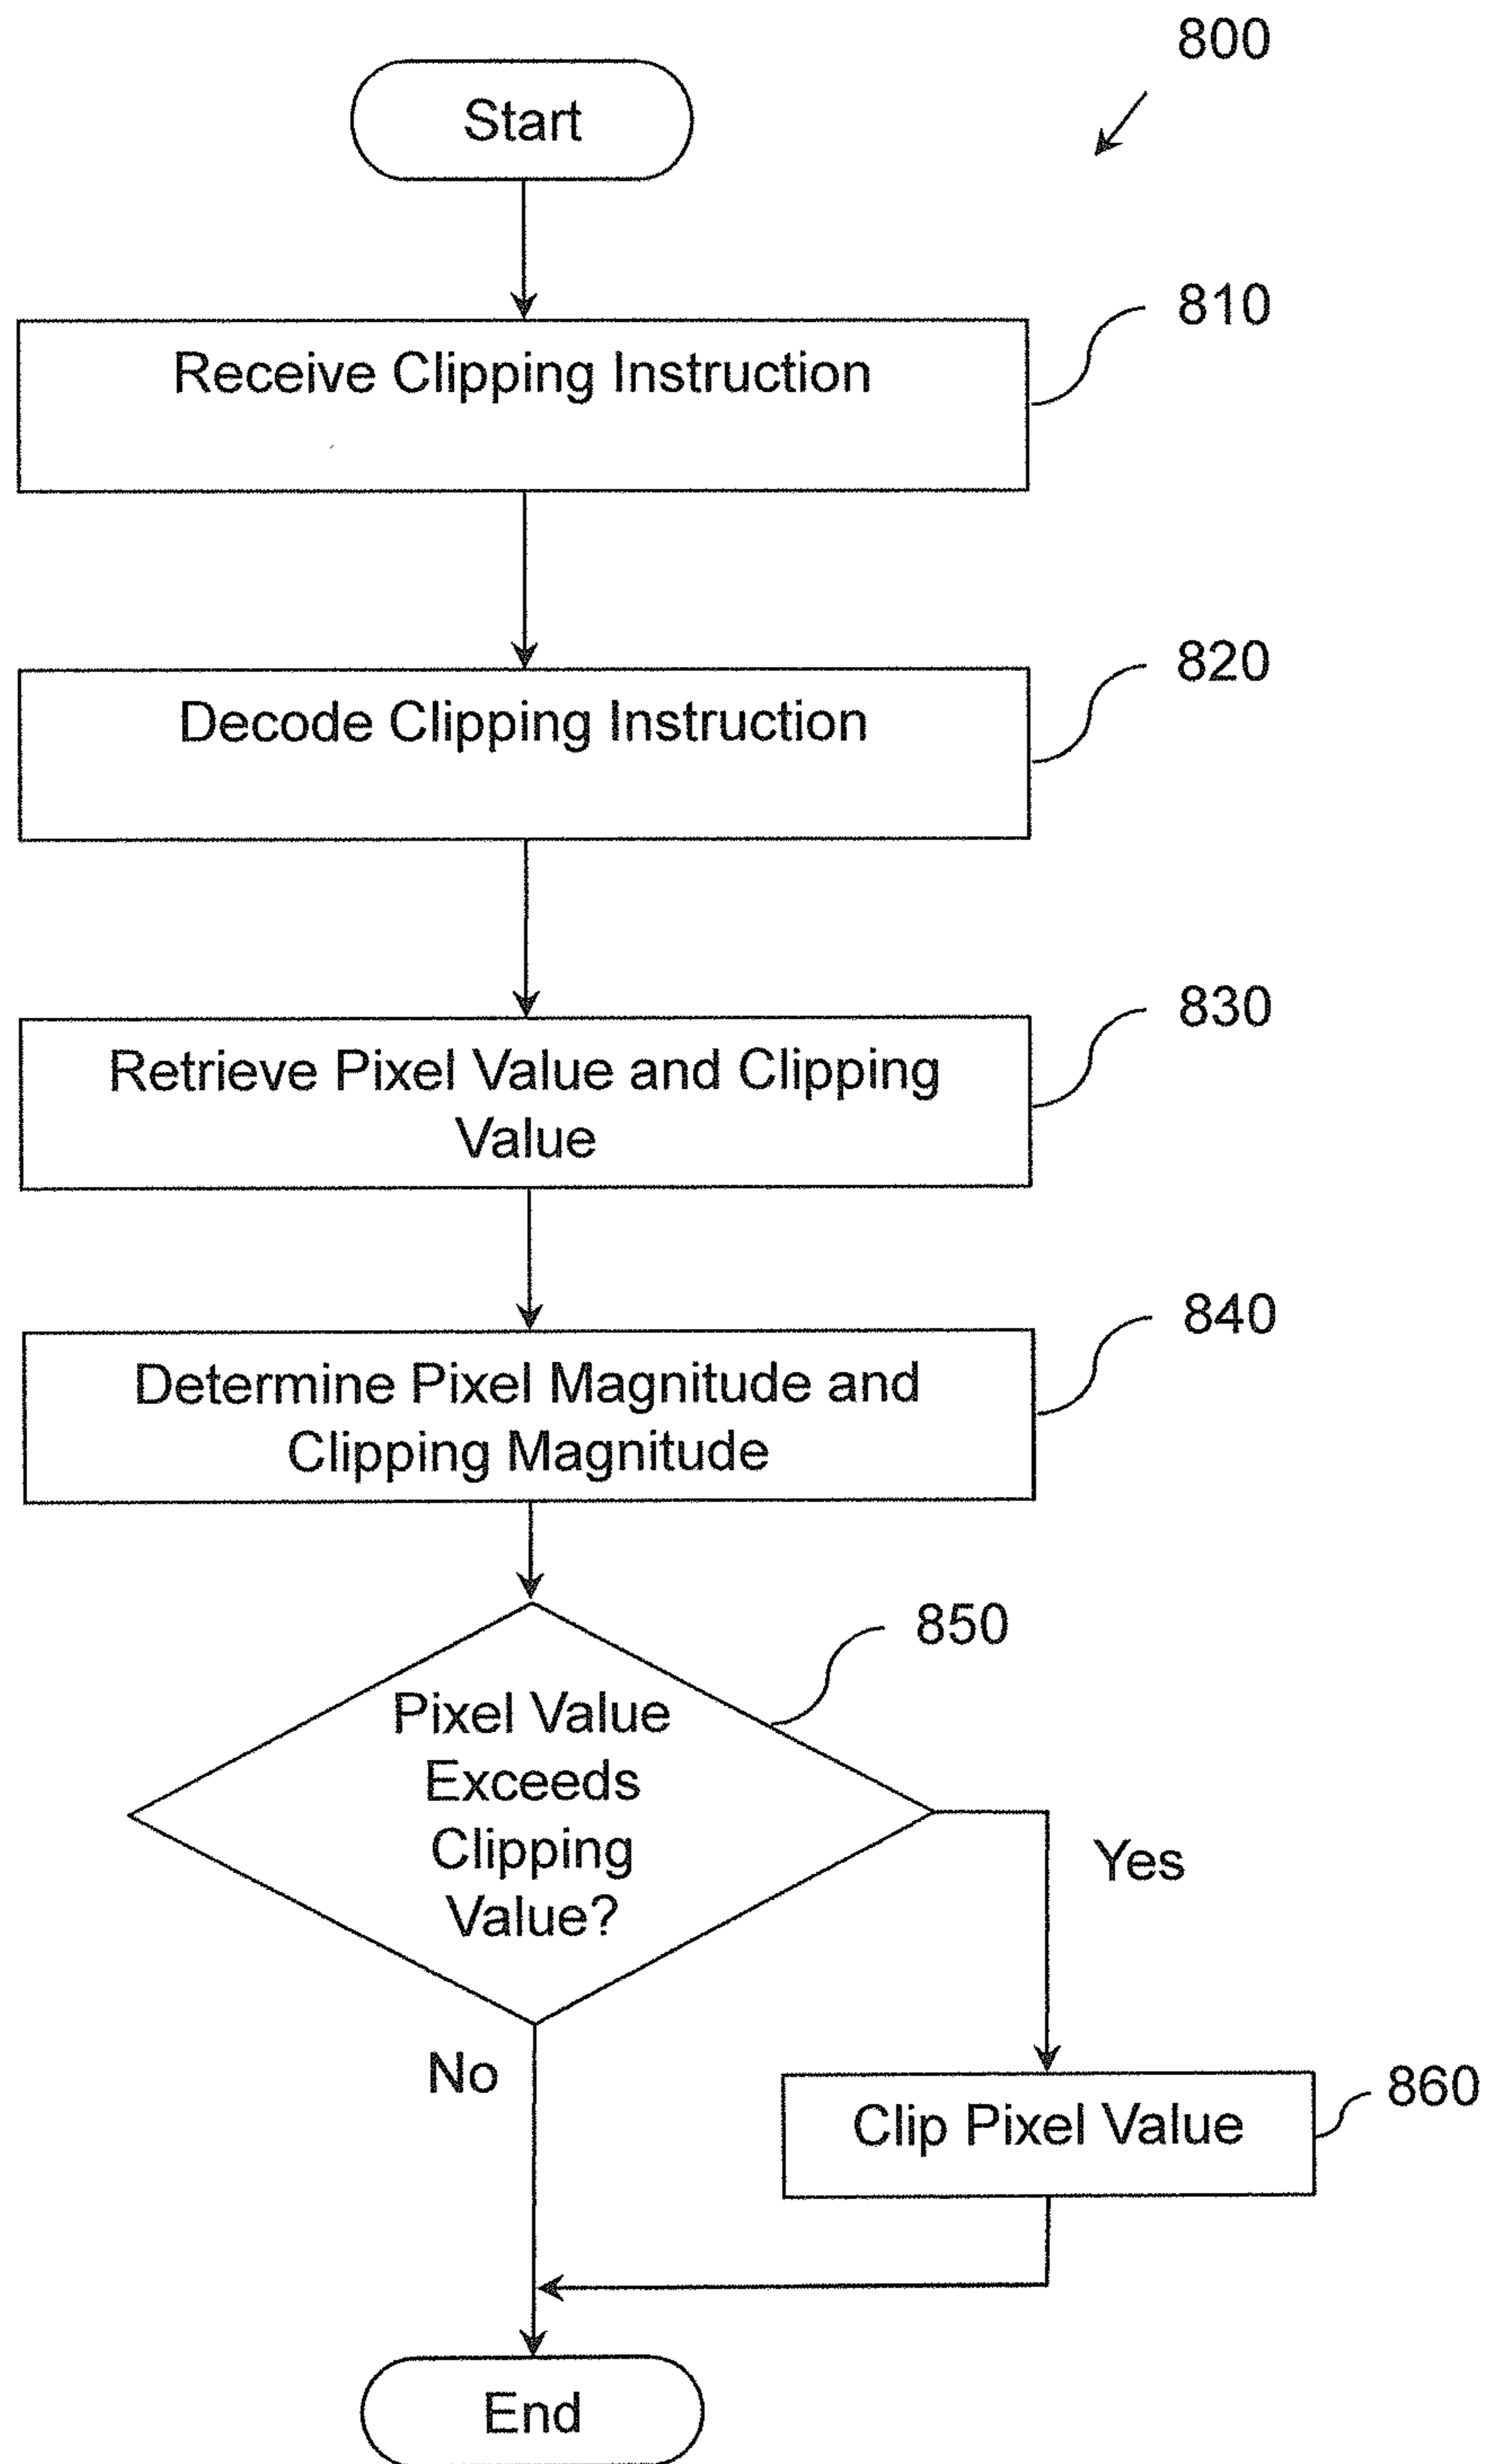 800
Start
810
Receive Clipping Instruction
820
Decode Clipping Instruction
830
Retrieve Pixel Value and Clipping
Value
840
Determine Pixel Magnitude and
Clipping Magnitude
850
Pixel Value
Exceeds
Clipping
Value?
Yes
No
860
Clip Pixel Value
End